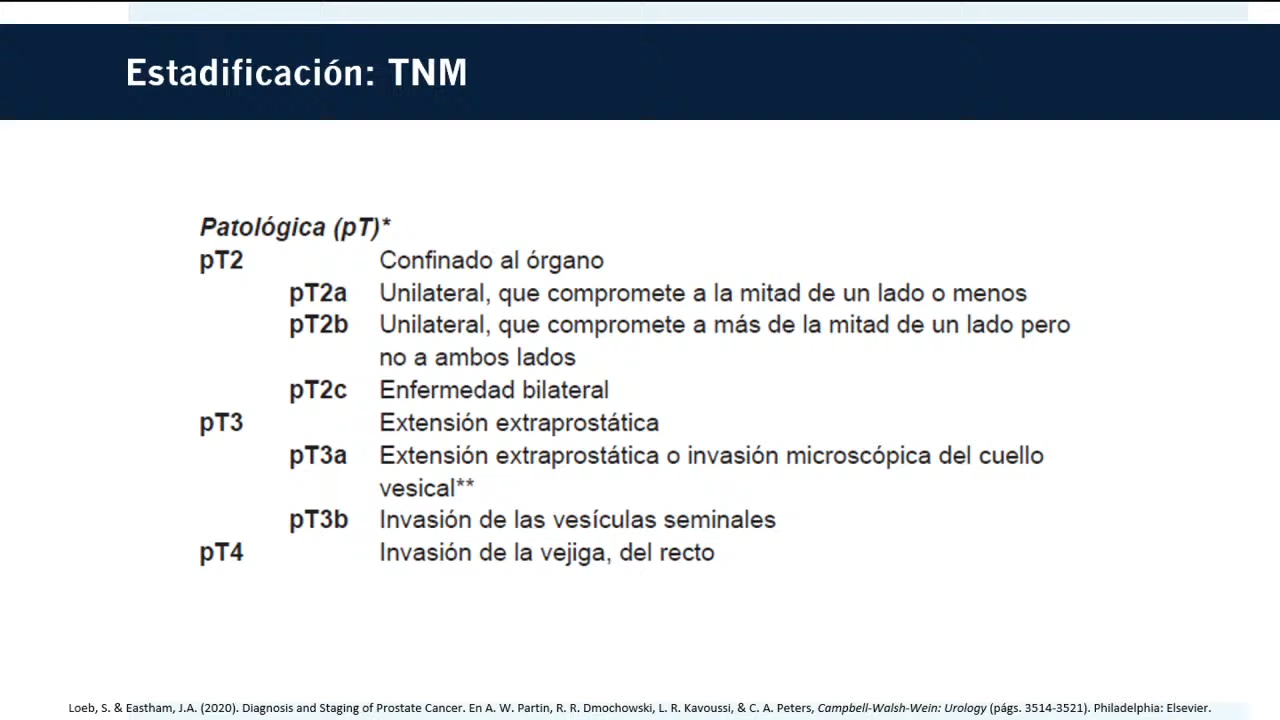 Estadificación: TNM
Patológica (pT)*
pT2 Confinado al órgano
pT2a Unilateral, que compromete a la mitad de un lado o menos
pT2b Unilateral, que compromete a más de la mitad de un lado pero
no a ambos lados
pT2c Enfermedad bilateral
pT3 Extensión extraprostática
pT3a Extensión extraprostática o invasión microscópica del cuello
vesical**
pT3b Invasión de las vesículas seminales
pT4 Invasión de la vejiga, del recto
Loeb, S. & Eastham, J.A. (2020). Diagnosis and Staging of Prostate Cancer. En A. W. Partin, R. R. Dmochowski, L. R. Kavoussi, & C. A. Peters, Campbell-Walsh-Wein: Urology (págs. 3514-3521). Philadelphia: Elsevier.